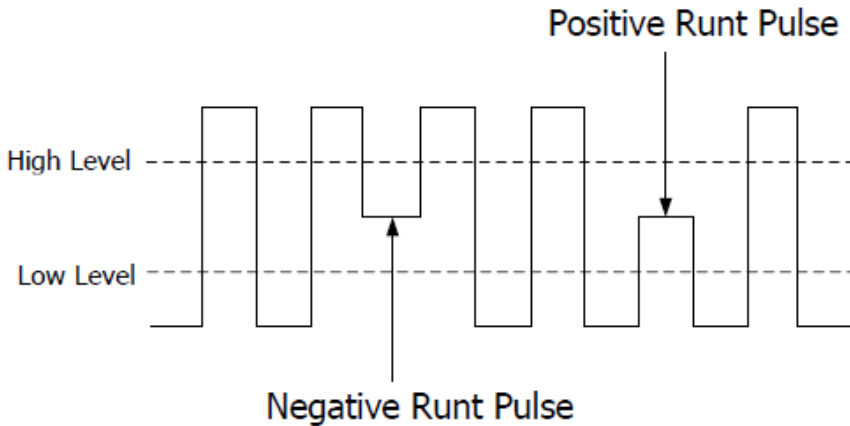 Positive Runt Pulse
High Level
Low Level
Negative Runt Pulse